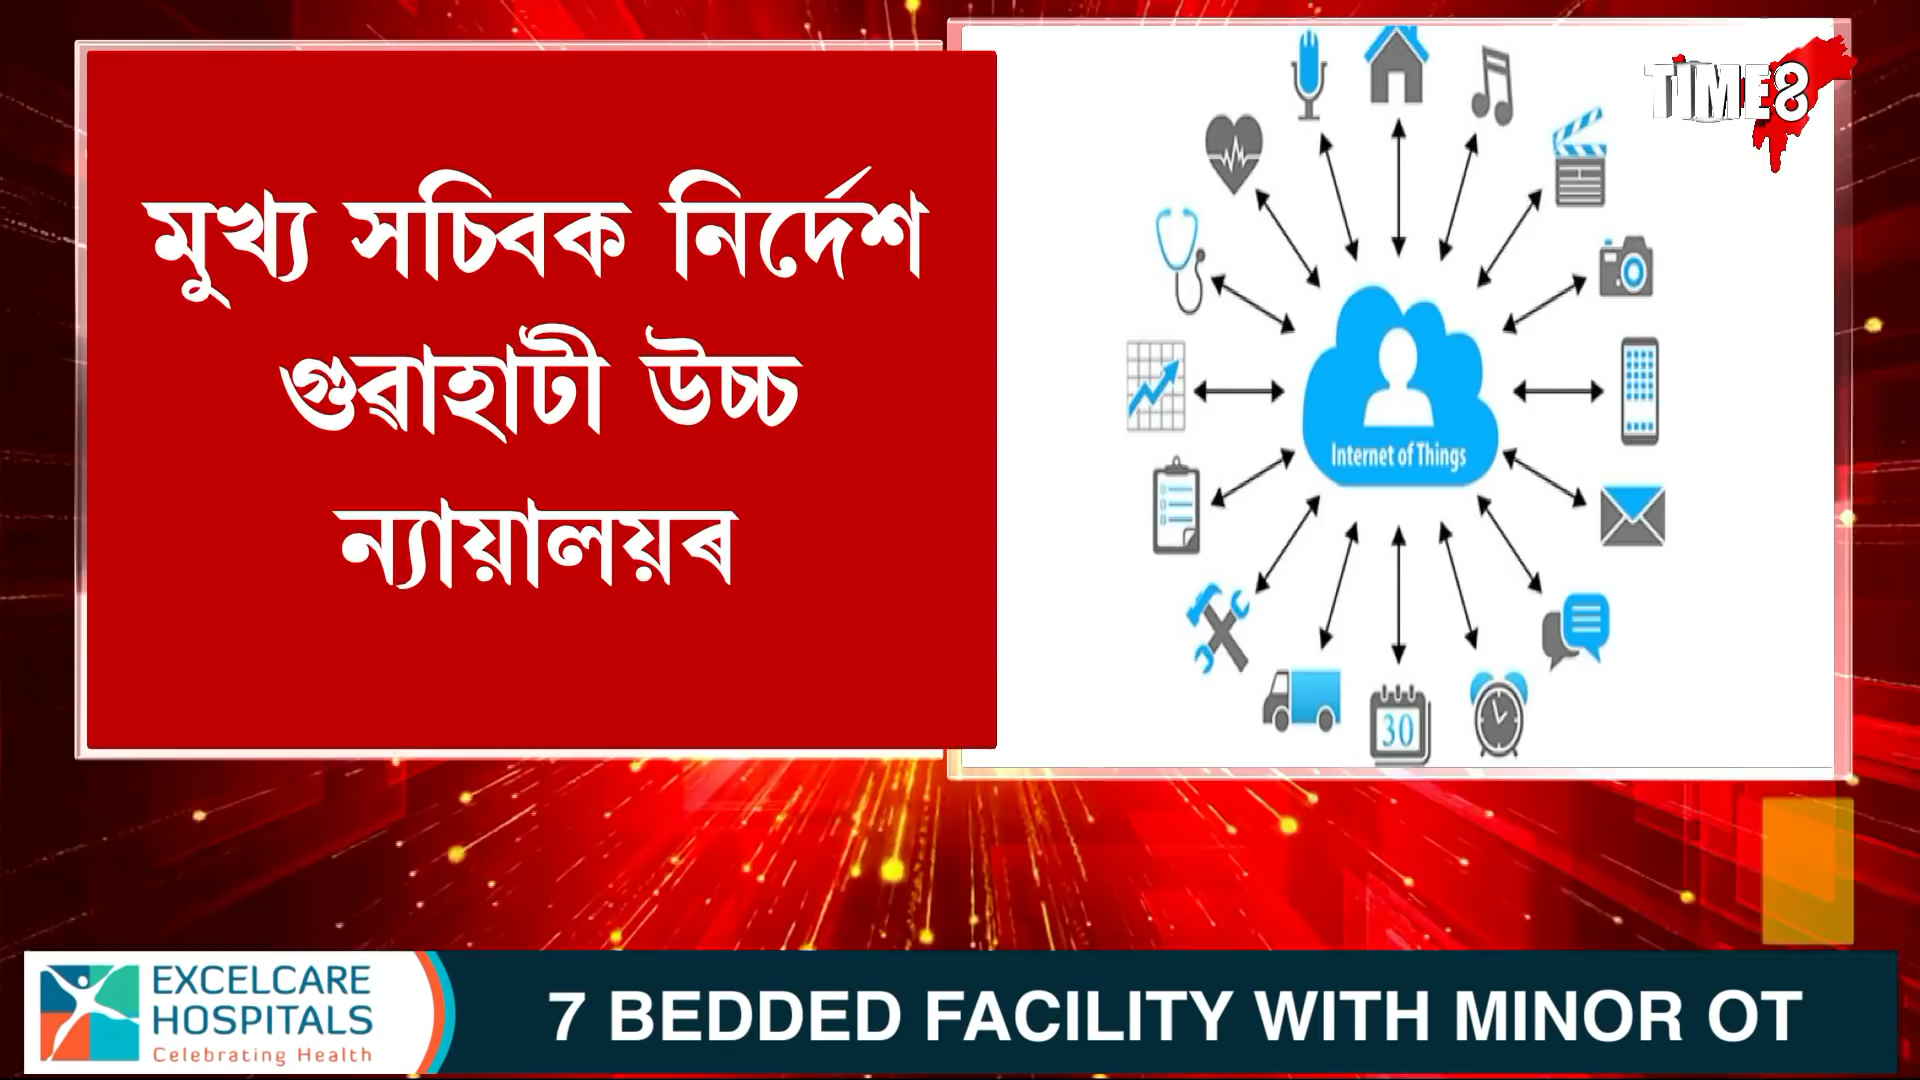 মুখ্য সচিবক নিৰ্দেশ
গুৱাহাটী উচ্চ
ন্যায়ালয়ৰ
TIME8
Internet of Things
30
EXCELCARE
HOSPITALS
Celebrating Health
7 BEDDED FACILITY WITH MINOR OT